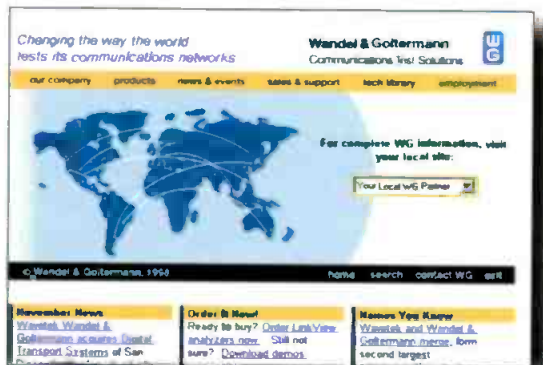 Changing the way the world
tests its communications networks
Wandel & Goltermann
Communications Test Solutions
WG
our company products news & events sales & support tech library employment
For complete WG information, visit
your local site:
Your Local WG Partner
© Wandel & Goltermann, 1998
home search contact WG exit
November News
Wavetek Wandel &
Goltermann acquires Digital
Transport Systems of San
Order It Now!
Ready to buy? Order LinkView
analyzers now. Still not
sure? Download demos
Names You Know
Wavetek and Wandel &
Goltermann merge, form
second largest